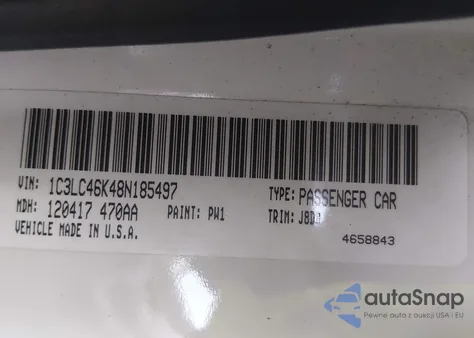 VIN: 1C3LC46K48N185497 TYPE: PASSENGER CAR
MDH: 120417 470AA PAINT: PW1 TRIM: J8D0
VEHICLE MADE IN U.S.A. 4658843
autaSnap
Pewne auta z aukcji USA i EU